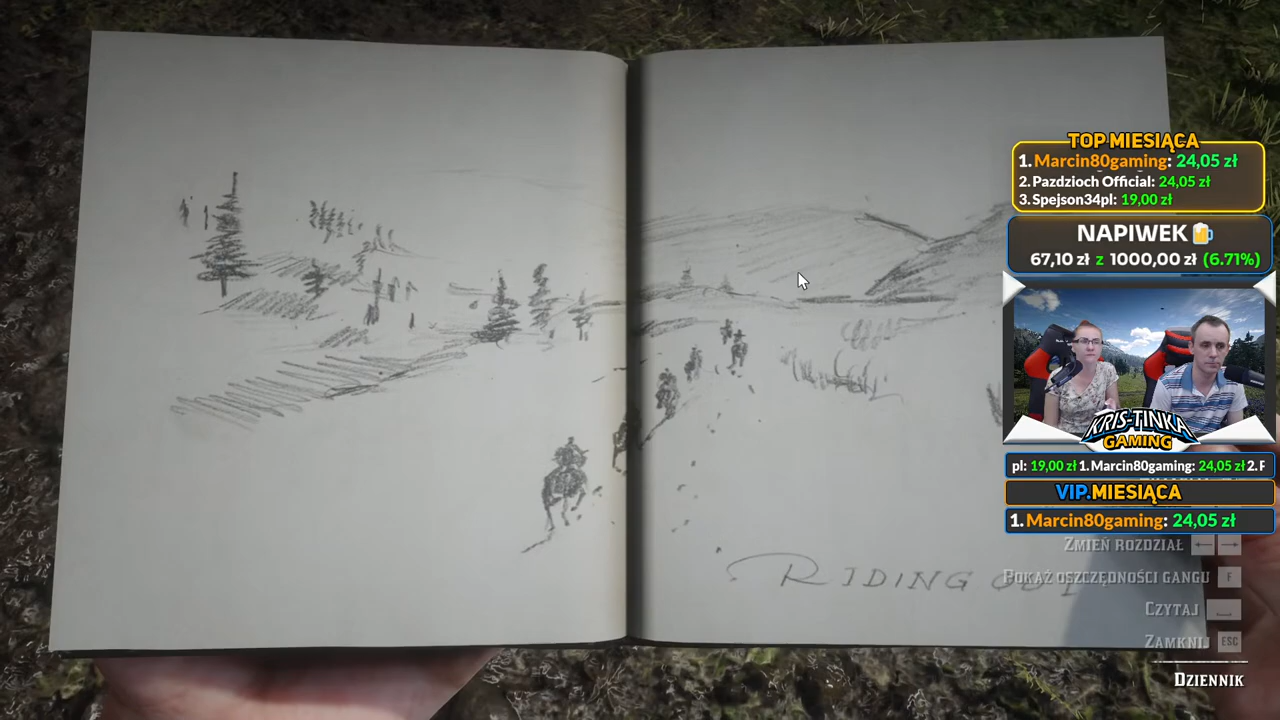 TOP MIESIĄCA
1. Marcin80gaming: 24,05 zł
2. Pazdzioch Official: 24,05 zł
3. Spejson34pl: 19,00 zł
NAPIWEK
67,10 zł z 1000,00 zł (6.71%)
KRIS-TINKA
GAMING
pl: 19,00 zł 1. Marcin80gaming: 24,05 zł 2. P
VIP.MIESIĄCA
1. Marcin80gaming: 24,05 zł
RIDING OUT
ZMIEŃ ROZDZIAŁ ← →
POKAŻ OSZCZĘDNOŚCI GANGU F
CZYTAJ
ZAMKNIJ ESC
DZIENNIK